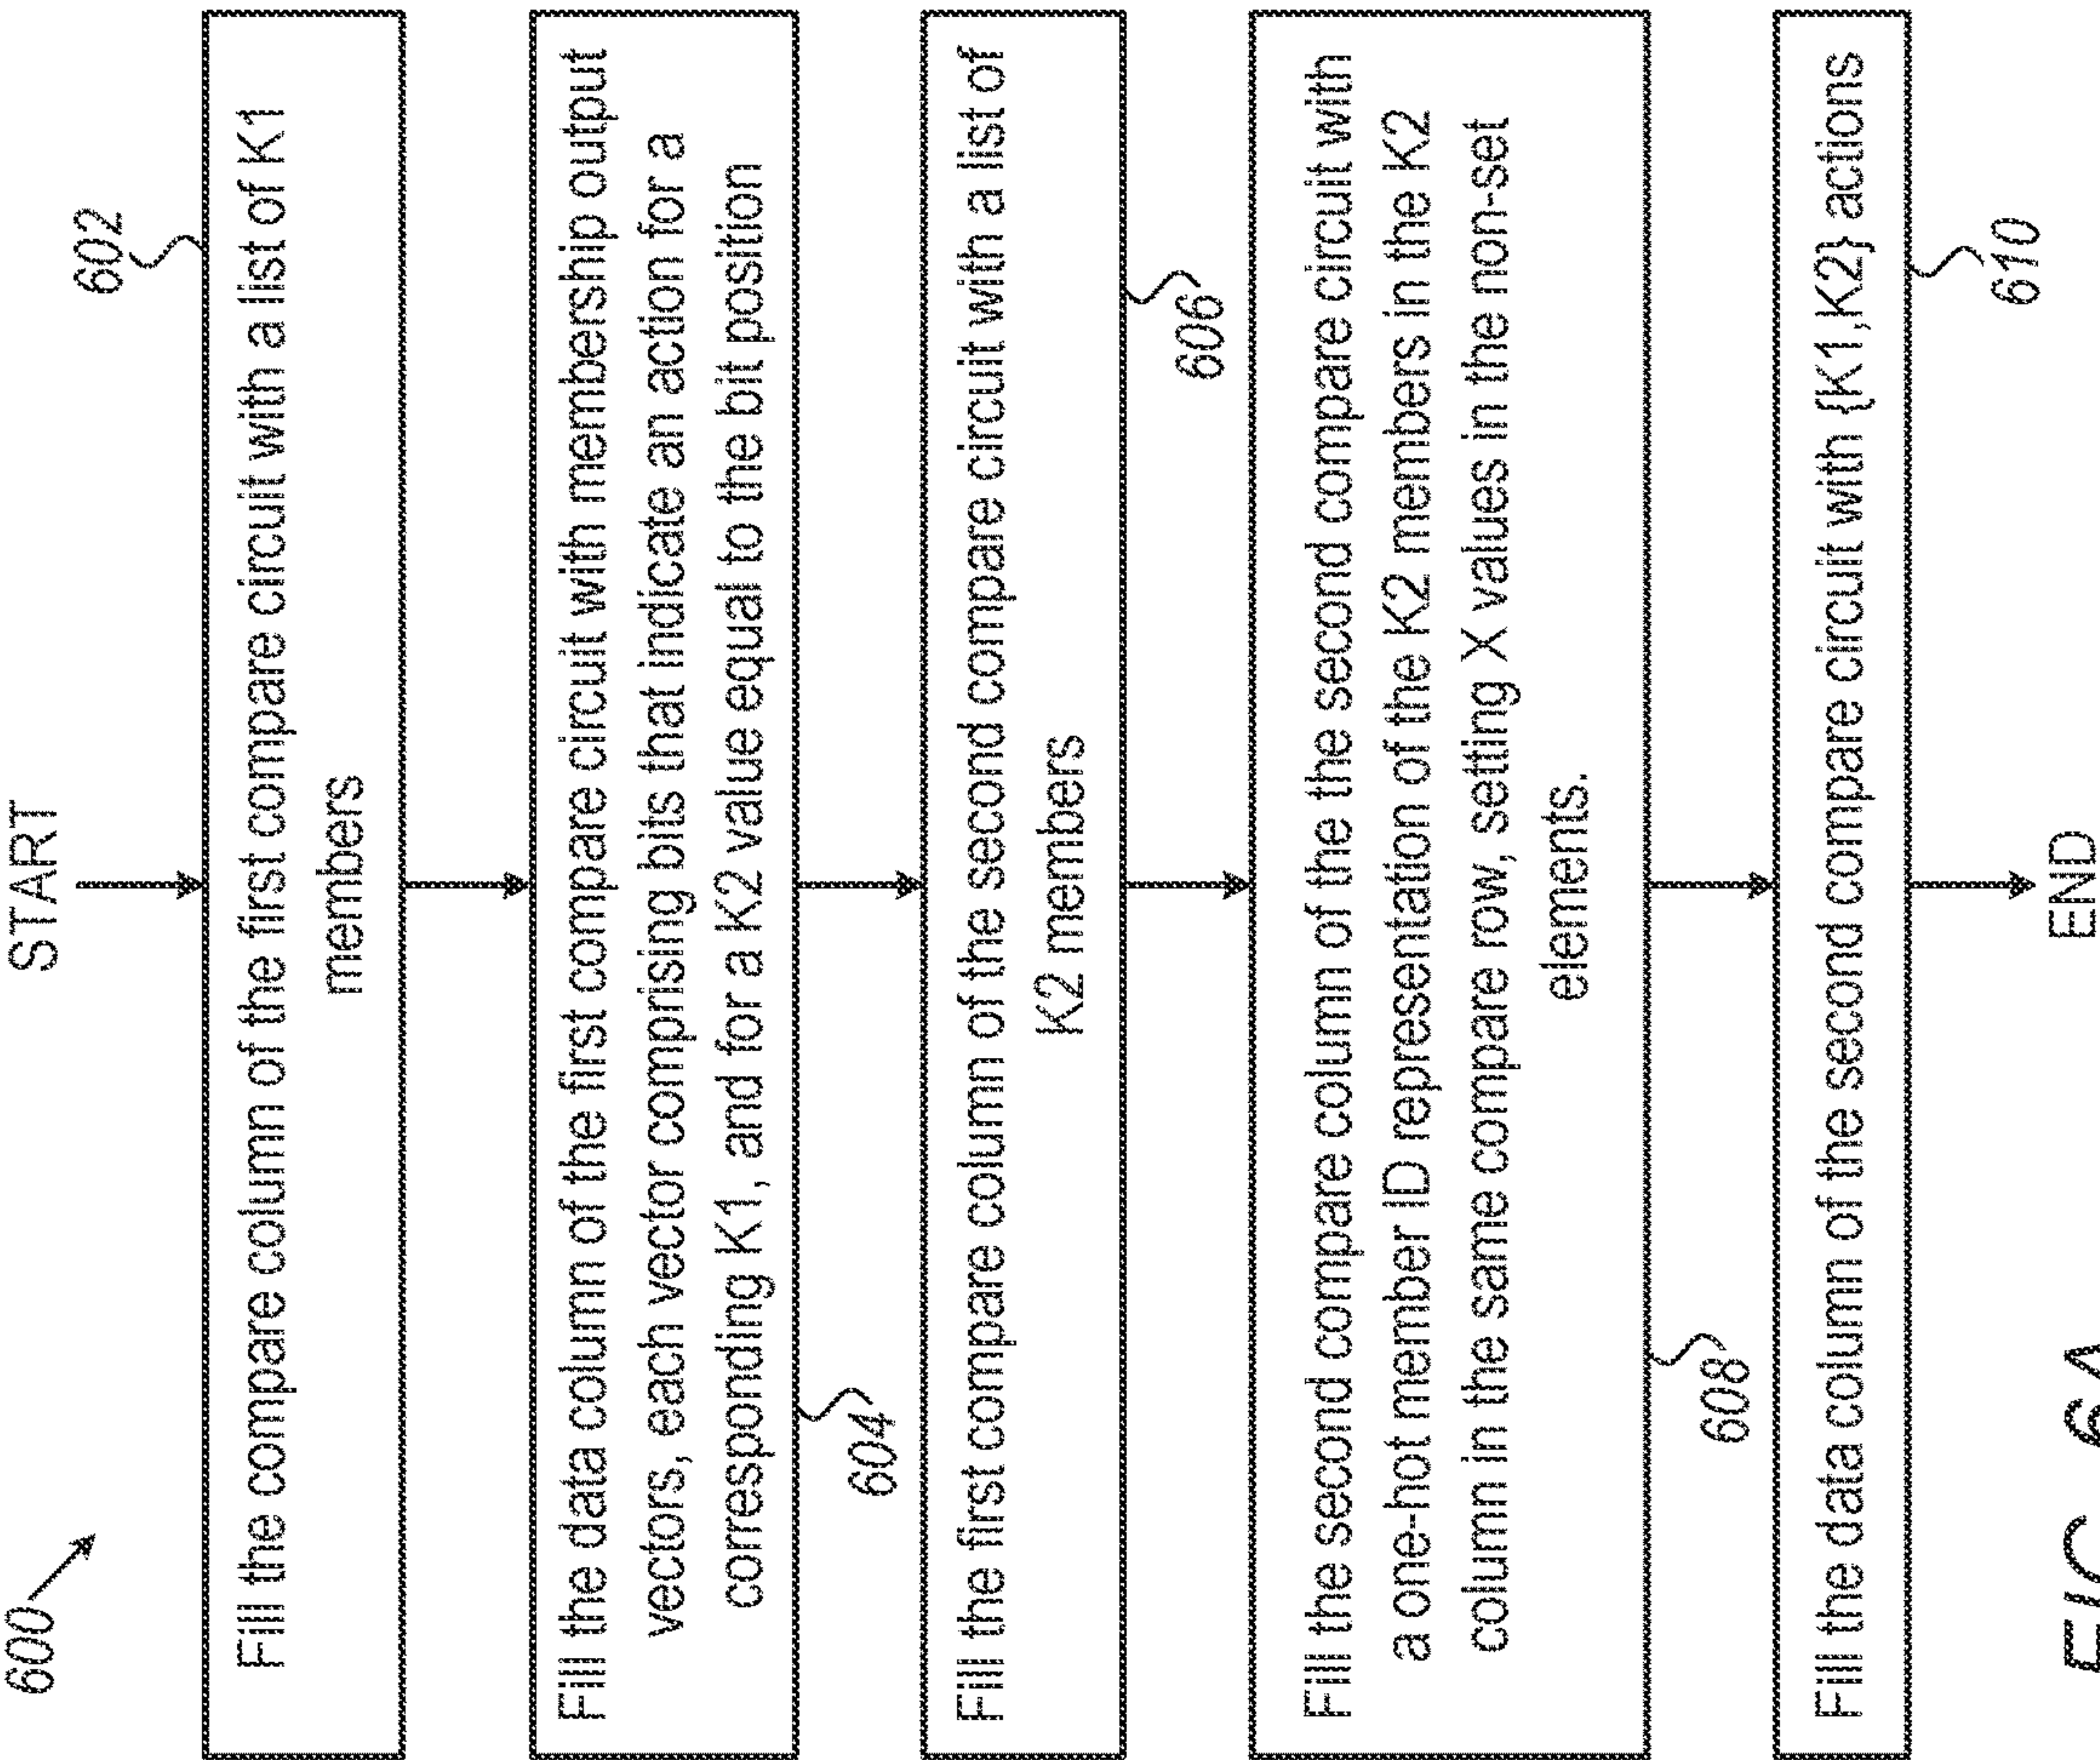 600
START
602
Fill the compare column of the first compare circuit with a list of K1
members
Fill the data column of the first compare circuit with membership output
vectors, each vector comprising bits that indicate an action for a
corresponding K1, and for a K2 value equal to the bit position
604
Fill the first compare column of the second compare circuit with a list of
K2 members
606
Fill the second compare column of the the second compare circuit with
a one-hot member ID representation of the K2 members in the K2
column in the same compare row, setting X values in the non-set
elements.
608
Fill the data column of the second compare circuit with {K1,K2} actions
610
END
FIG. 6A